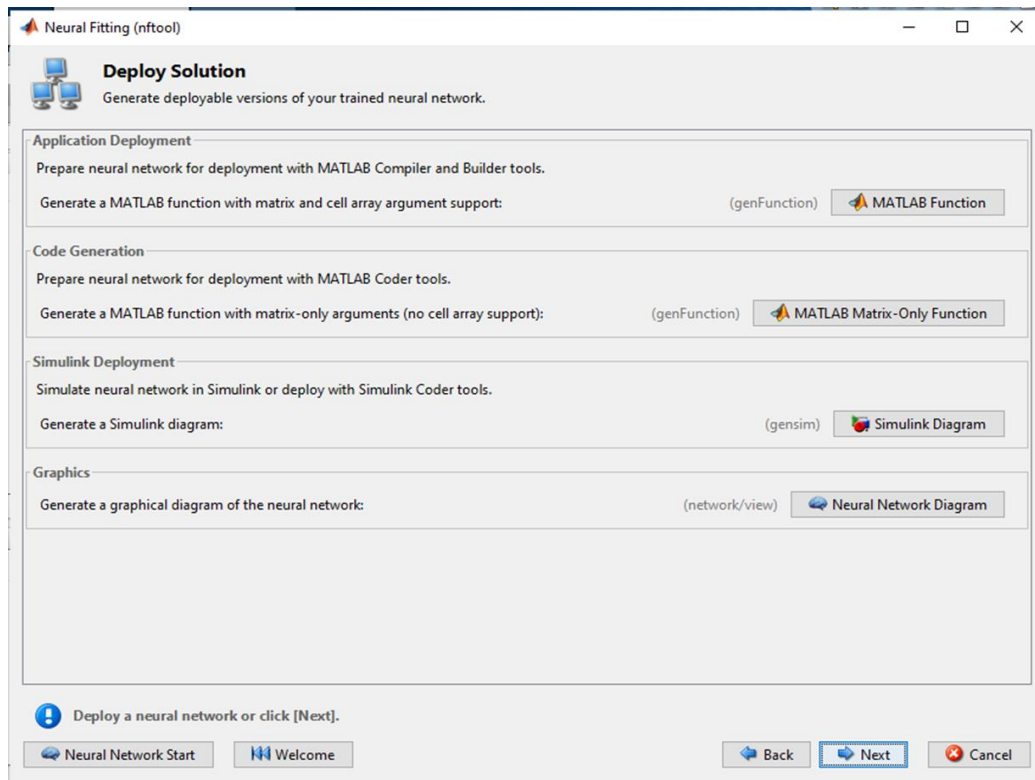 Neural Fitting (nftool)
Deploy Solution
Generate deployable versions of your trained neural network.
Application Deployment
Prepare neural network for deployment with MATLAB Compiler and Builder tools.
Generate a MATLAB function with matrix and cell array argument support: (genFunction) MATLAB Function
Code Generation
Prepare neural network for deployment with MATLAB Coder tools.
Generate a MATLAB function with matrix-only arguments (no cell array support): (genFunction) MATLAB Matrix-Only Function
Simulink Deployment
Simulate neural network in Simulink or deploy with Simulink Coder tools.
Generate a Simulink diagram: (gensim) Simulink Diagram
Graphics
Generate a graphical diagram of the neural network: (network/view) Neural Network Diagram
Deploy a neural network or click [Next].
Neural Network Start Welcome Back Next Cancel